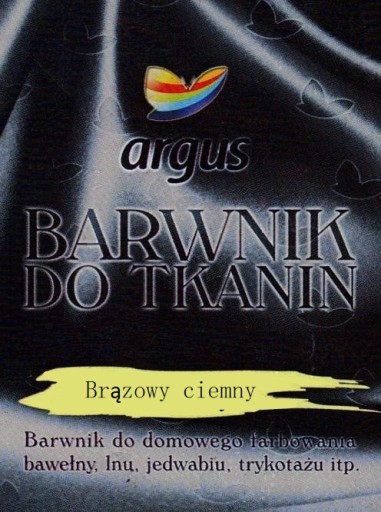 argus
BARWNIK
DO TKANIN
Brązowy ciemny
Barwnik do domowego farbowania
bawełny, lnu, jedwabiu, trykotażu itp.